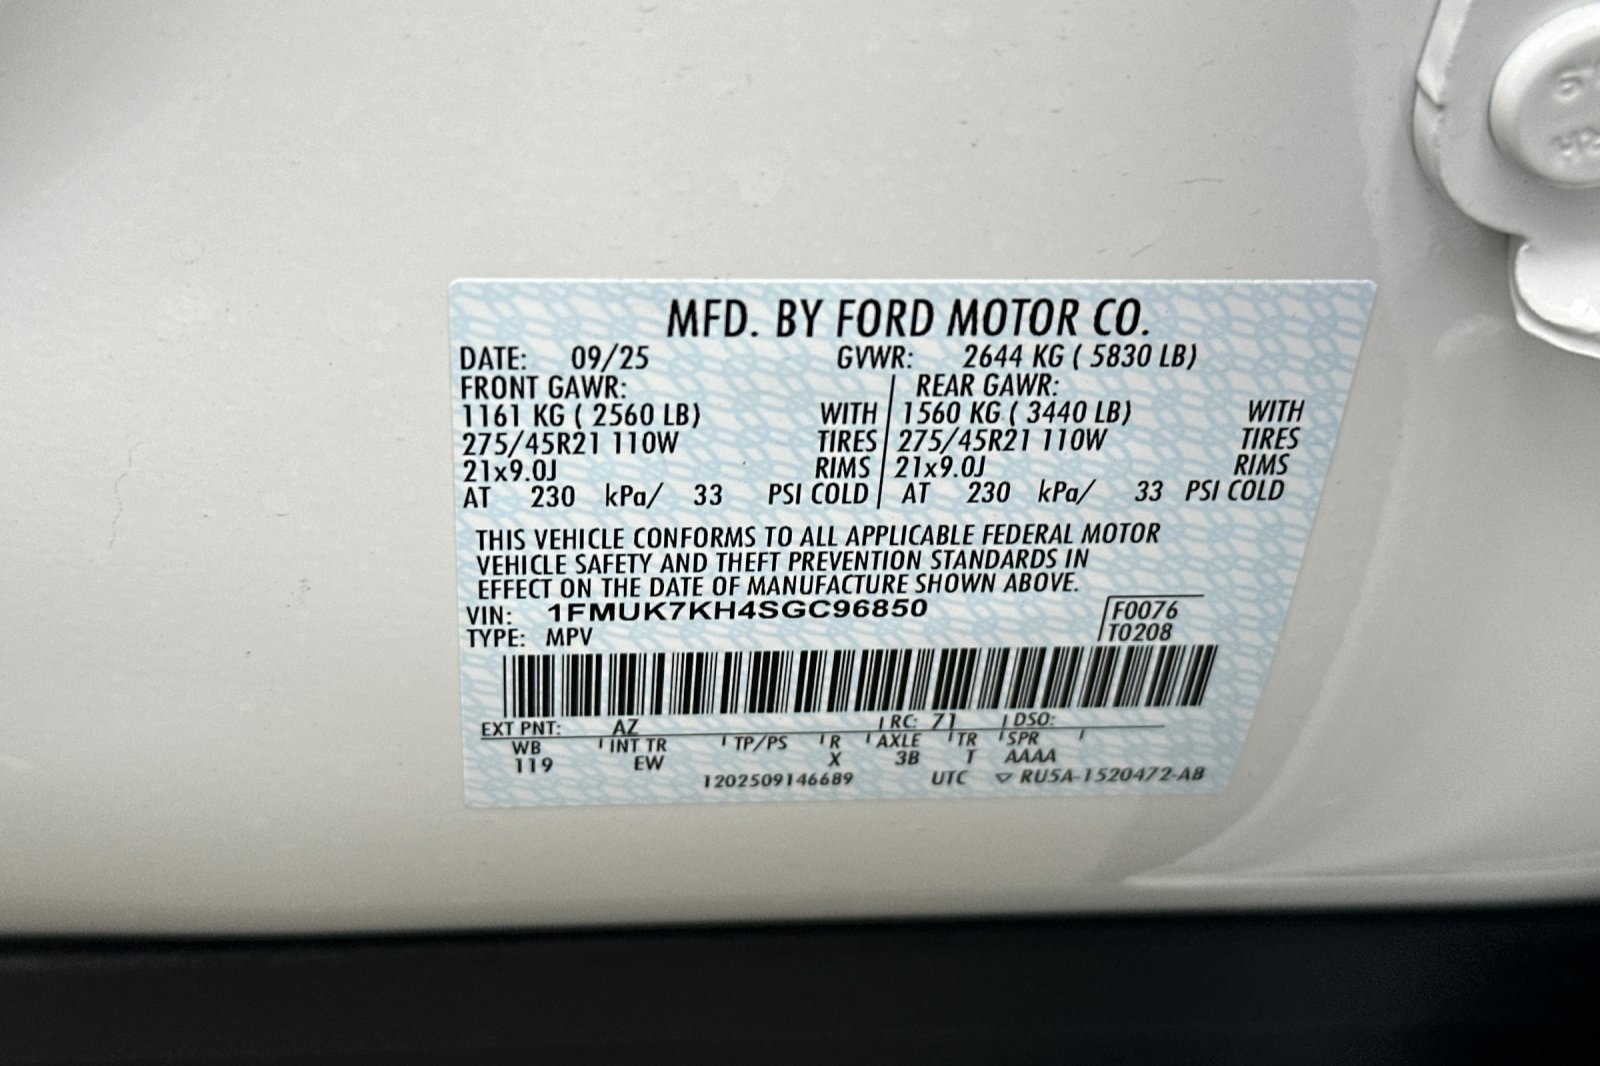 MFD. BY FORD MOTOR CO.
DATE: 09/25 GVWR: 2644 KG ( 5830 LB)
FRONT GAWR: REAR GAWR:
1161 KG ( 2560 LB) WITH 1560 KG ( 3440 LB) WITH
275/45R21 110W TIRES 275/45R21 110W TIRES
21x9.0J RIMS 21x9.0J RIMS
AT 230 kPa/ 33 PSI COLD AT 230 kPa/ 33 PSI COLD
THIS VEHICLE CONFORMS TO ALL APPLICABLE FEDERAL MOTOR
VEHICLE SAFETY AND THEFT PREVENTION STANDARDS IN
EFFECT ON THE DATE OF MANUFACTURE SHOWN ABOVE.
VIN: 1FMUK7KH4SGC96850 F0076
TYPE: MPV T0208
EXT PNT: AZ RC: 71 DSO:
WB INT TR TP/PS R AXLE TR SPR
119 EW X 3B T AAAA
1202509146689 UTC ▽ RU5A-1520472-AB